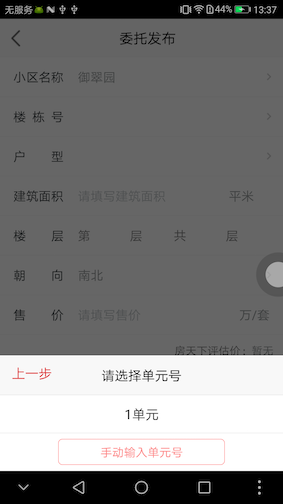 无服务 44% 13:37
委托发布
小区名称 御翠园
楼栋号
户型
建筑面积 请填写建筑面积 平米
楼层 第 层 共 层
朝向 南北
售价 请填写售价 万/套
房天下评估价：暂无
上一步 请选择单元号
1单元
手动输入单元号